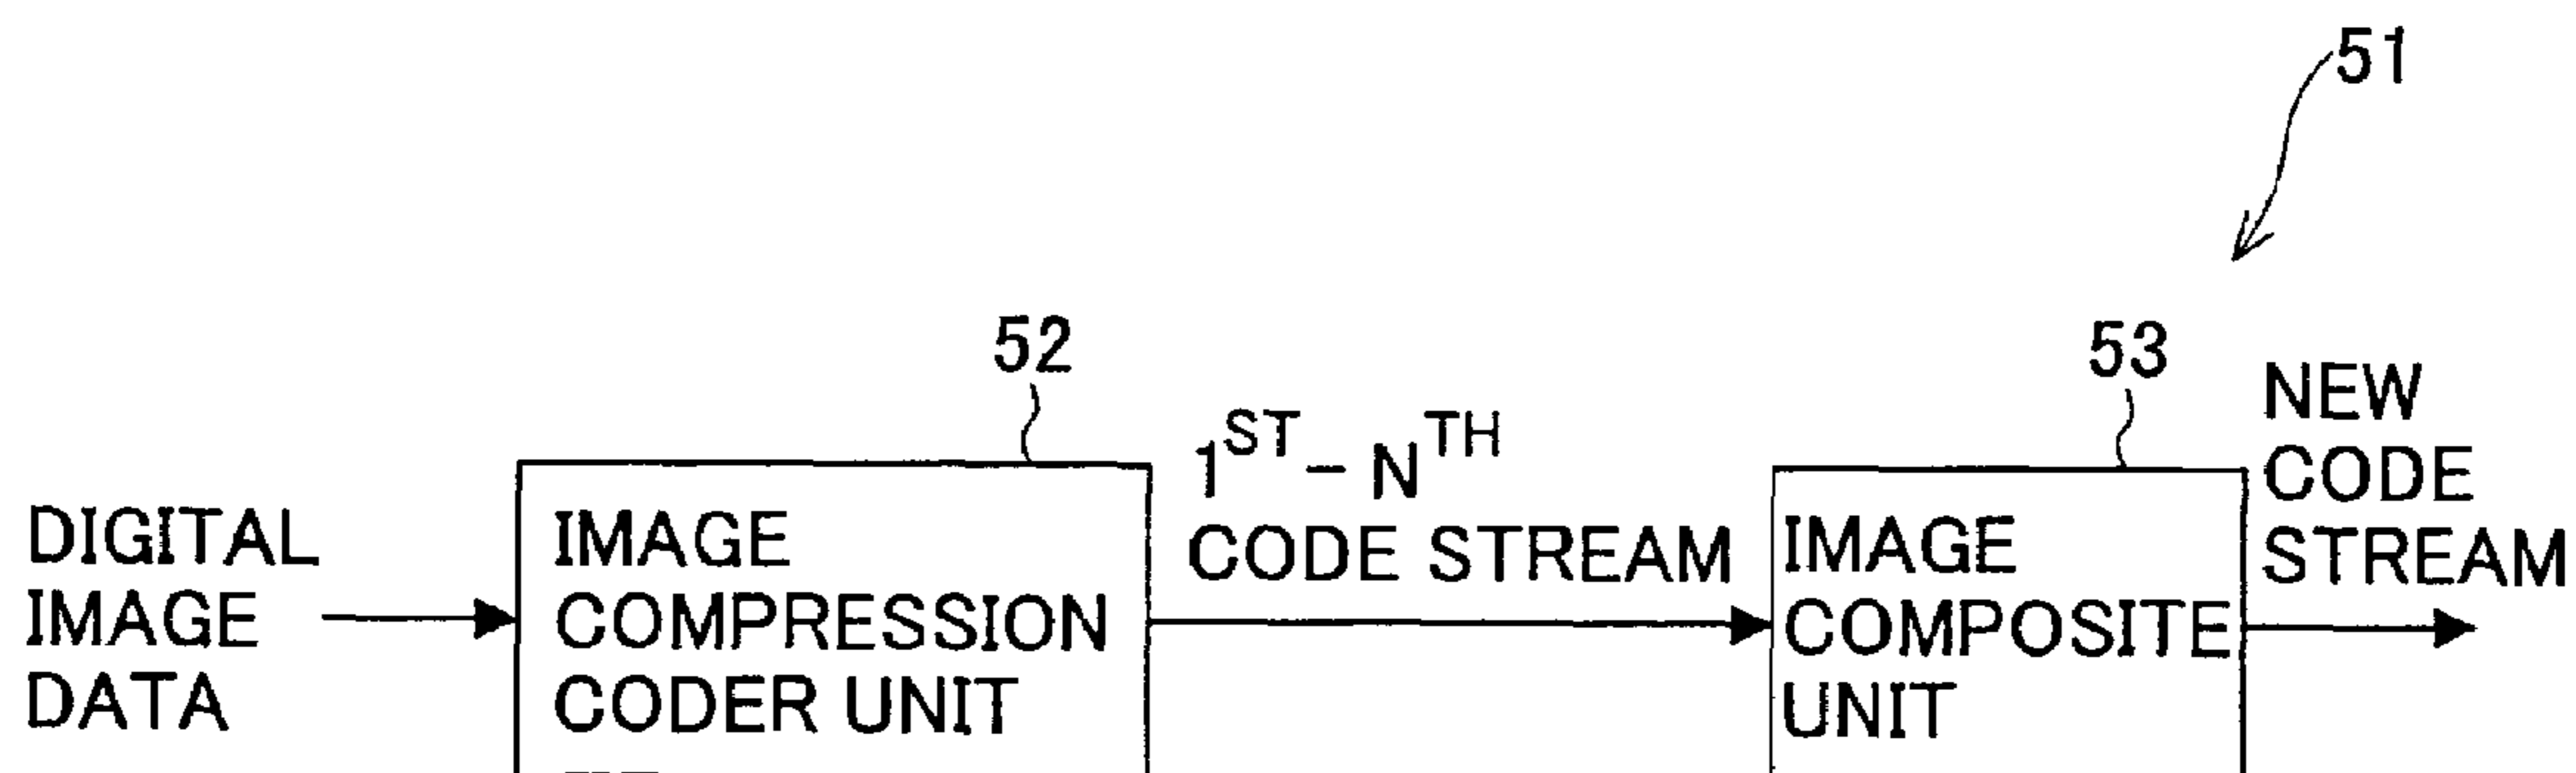 51
52
53
DIGITAL
IMAGE
DATA
IMAGE
COMPRESSION
CODER UNIT
1ST - NTH
CODE STREAM
IMAGE
COMPOSITE
UNIT
NEW
CODE
STREAM